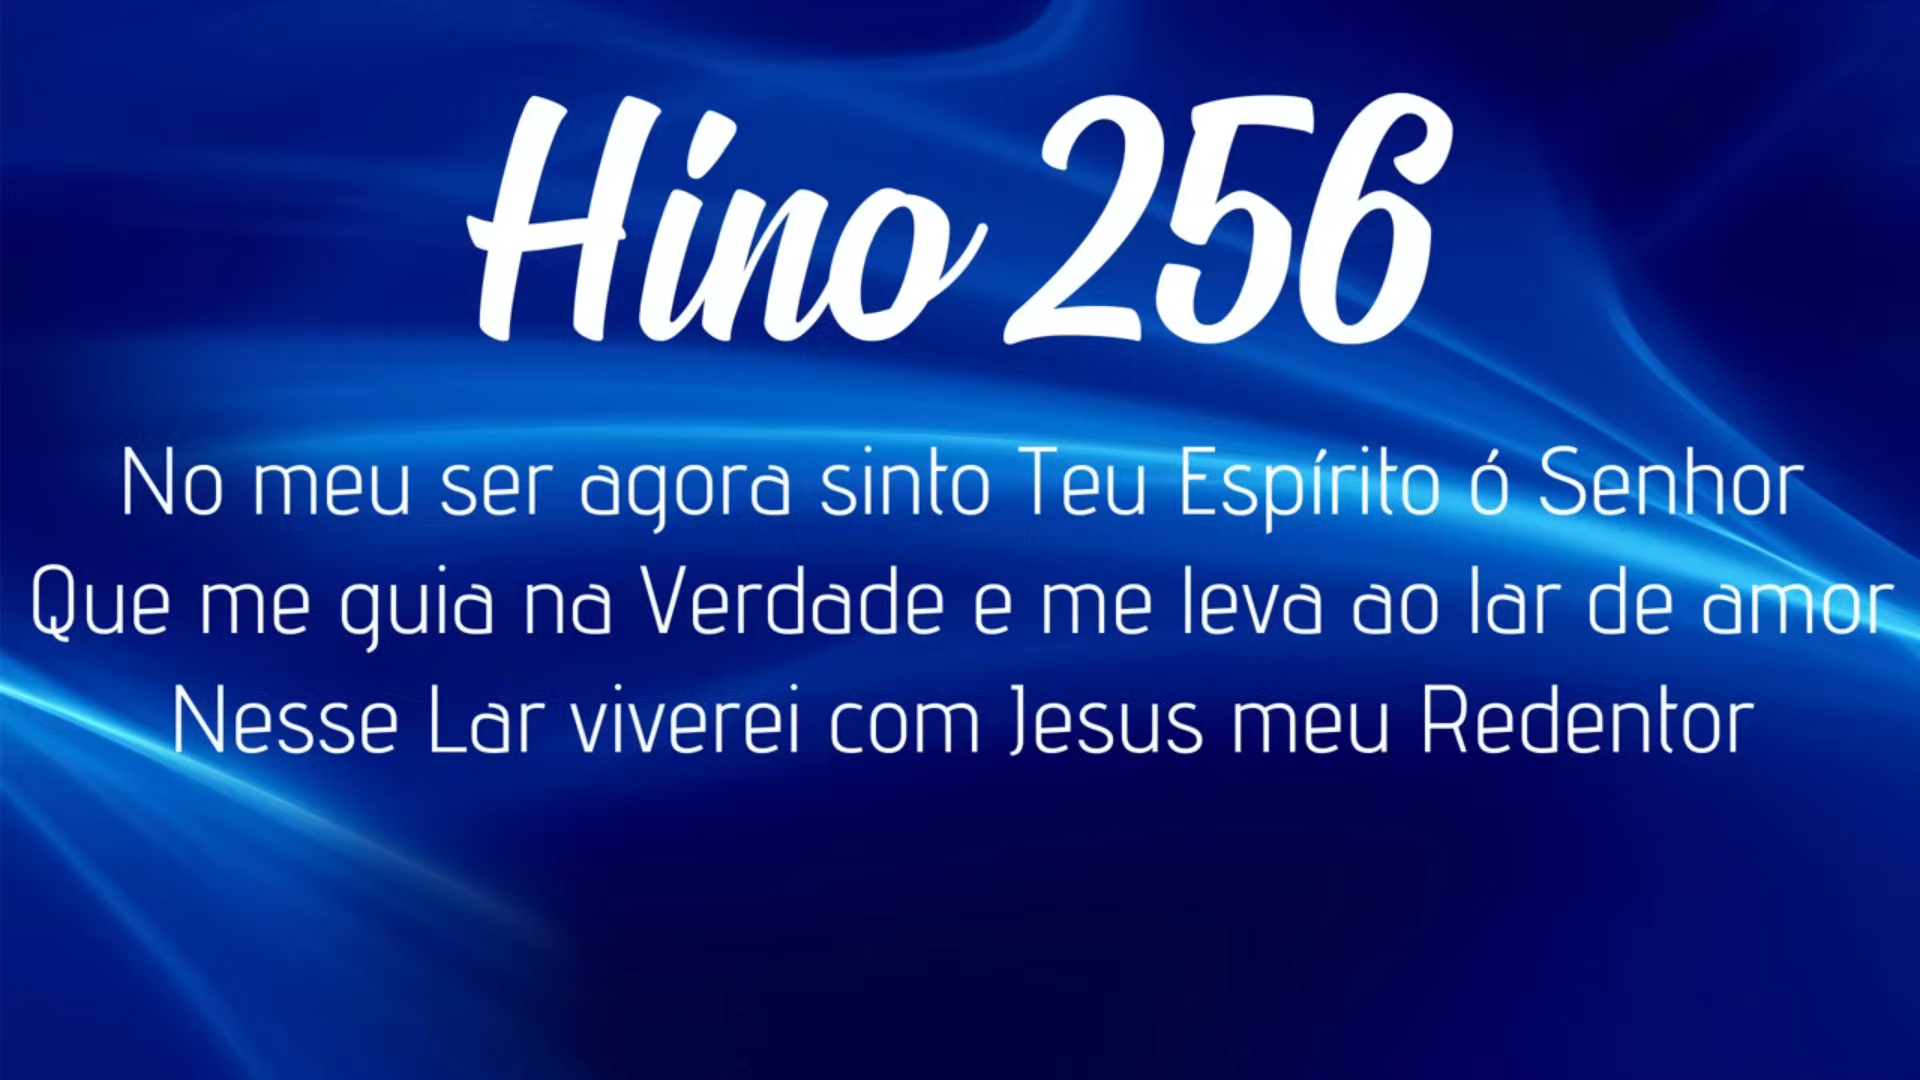 Hino 256
No meu ser agora sinto Teu Espírito ó Senhor
Que me guia na Verdade e me leva ao lar de amor
Nesse Lar viverei com Jesus meu Redentor